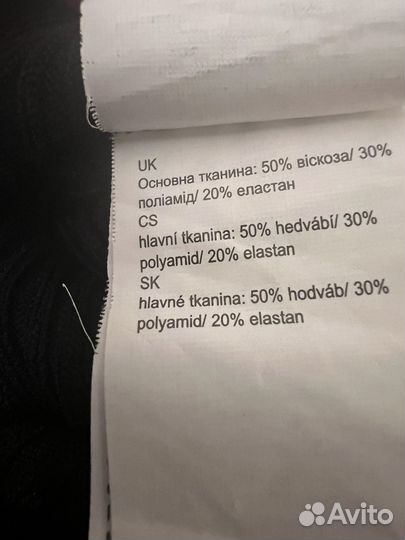 UK
Основна тканина: 50% віскоза/ 30%
поліамід/ 20% еластан
CS
hlavní tkanina: 50% hedvábí/ 30%
polyamid/ 20% elastan
SK
hlavné tkanina: 50% hodváb/ 30%
polyamid/ 20% elastan
Avito